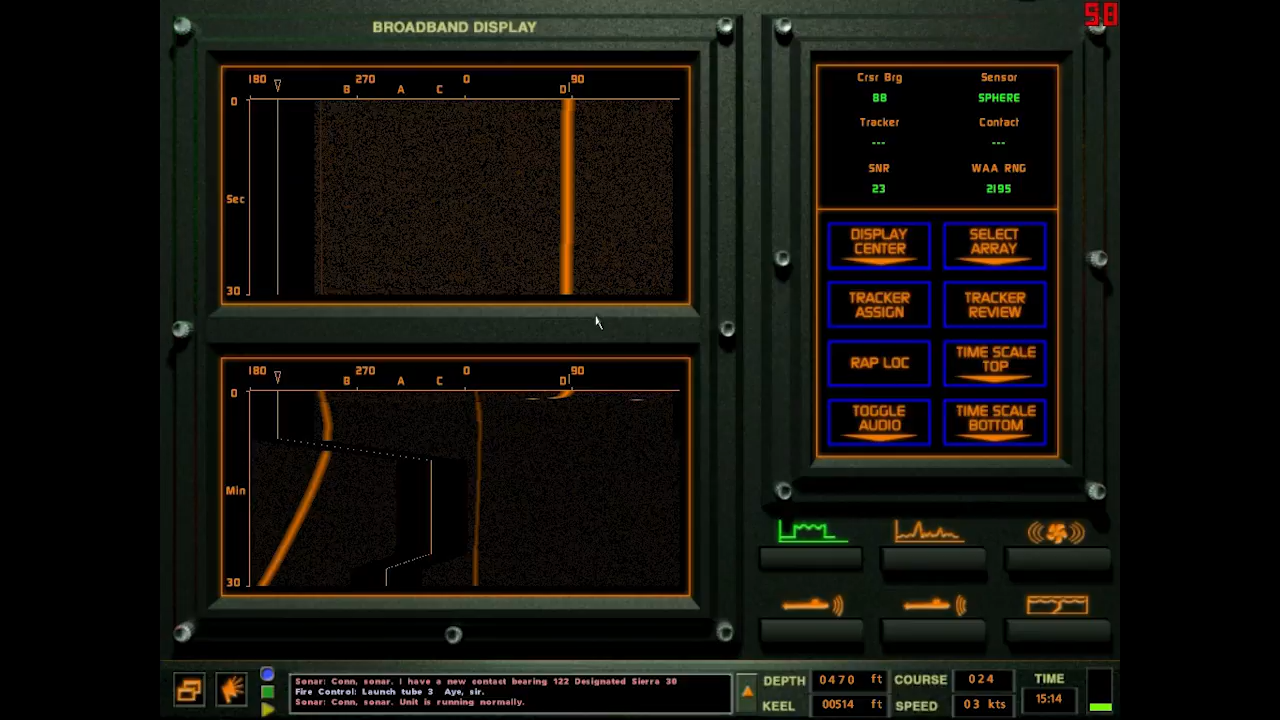 58
BROADBAND DISPLAY
180 270 0 90
B A C D
0
Sec
30
180 270 0 90
B A C D
0
Min
30
Crsr Brg Sensor
88 SPHERE
Tracker Contact
--- ---
SNR WAA RNG
23 2195
DISPLAY CENTER
SELECT ARRAY
TRACKER ASSIGN
TRACKER REVIEW
RAP LOC
TIME SCALE TOP
TOGGLE AUDIO
TIME SCALE BOTTOM
Sonar: Conn, sonar. I have a new contact bearing 122 Designated Sierra 30
Fire Control: Launch tube 3 Aye, sir.
Sonar: Conn, sonar. Unit is running normally.
DEPTH 0470 ft COURSE 024 TIME
KEEL 00514 ft SPEED 03 kts 15:14